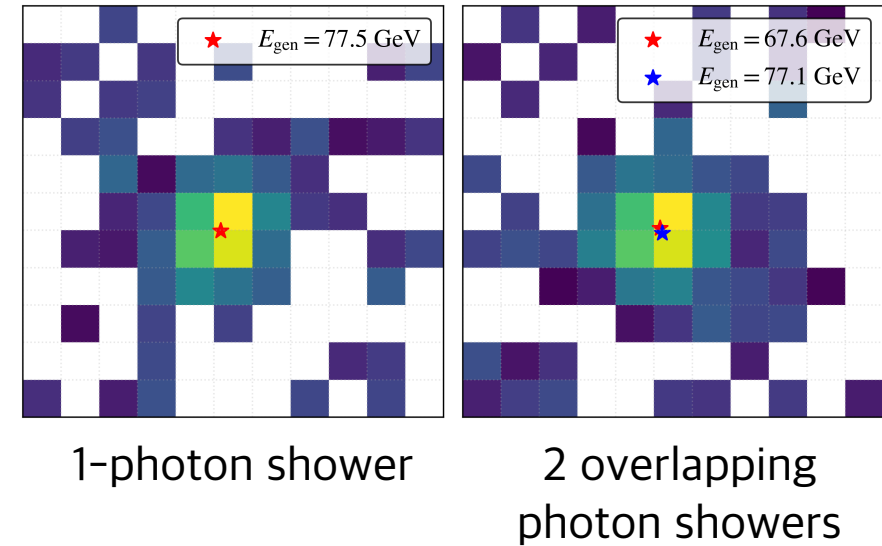 E_gen = 77.5 GeV
E_gen = 67.6 GeV
E_gen = 77.1 GeV
1-photon shower
2 overlapping
photon showers